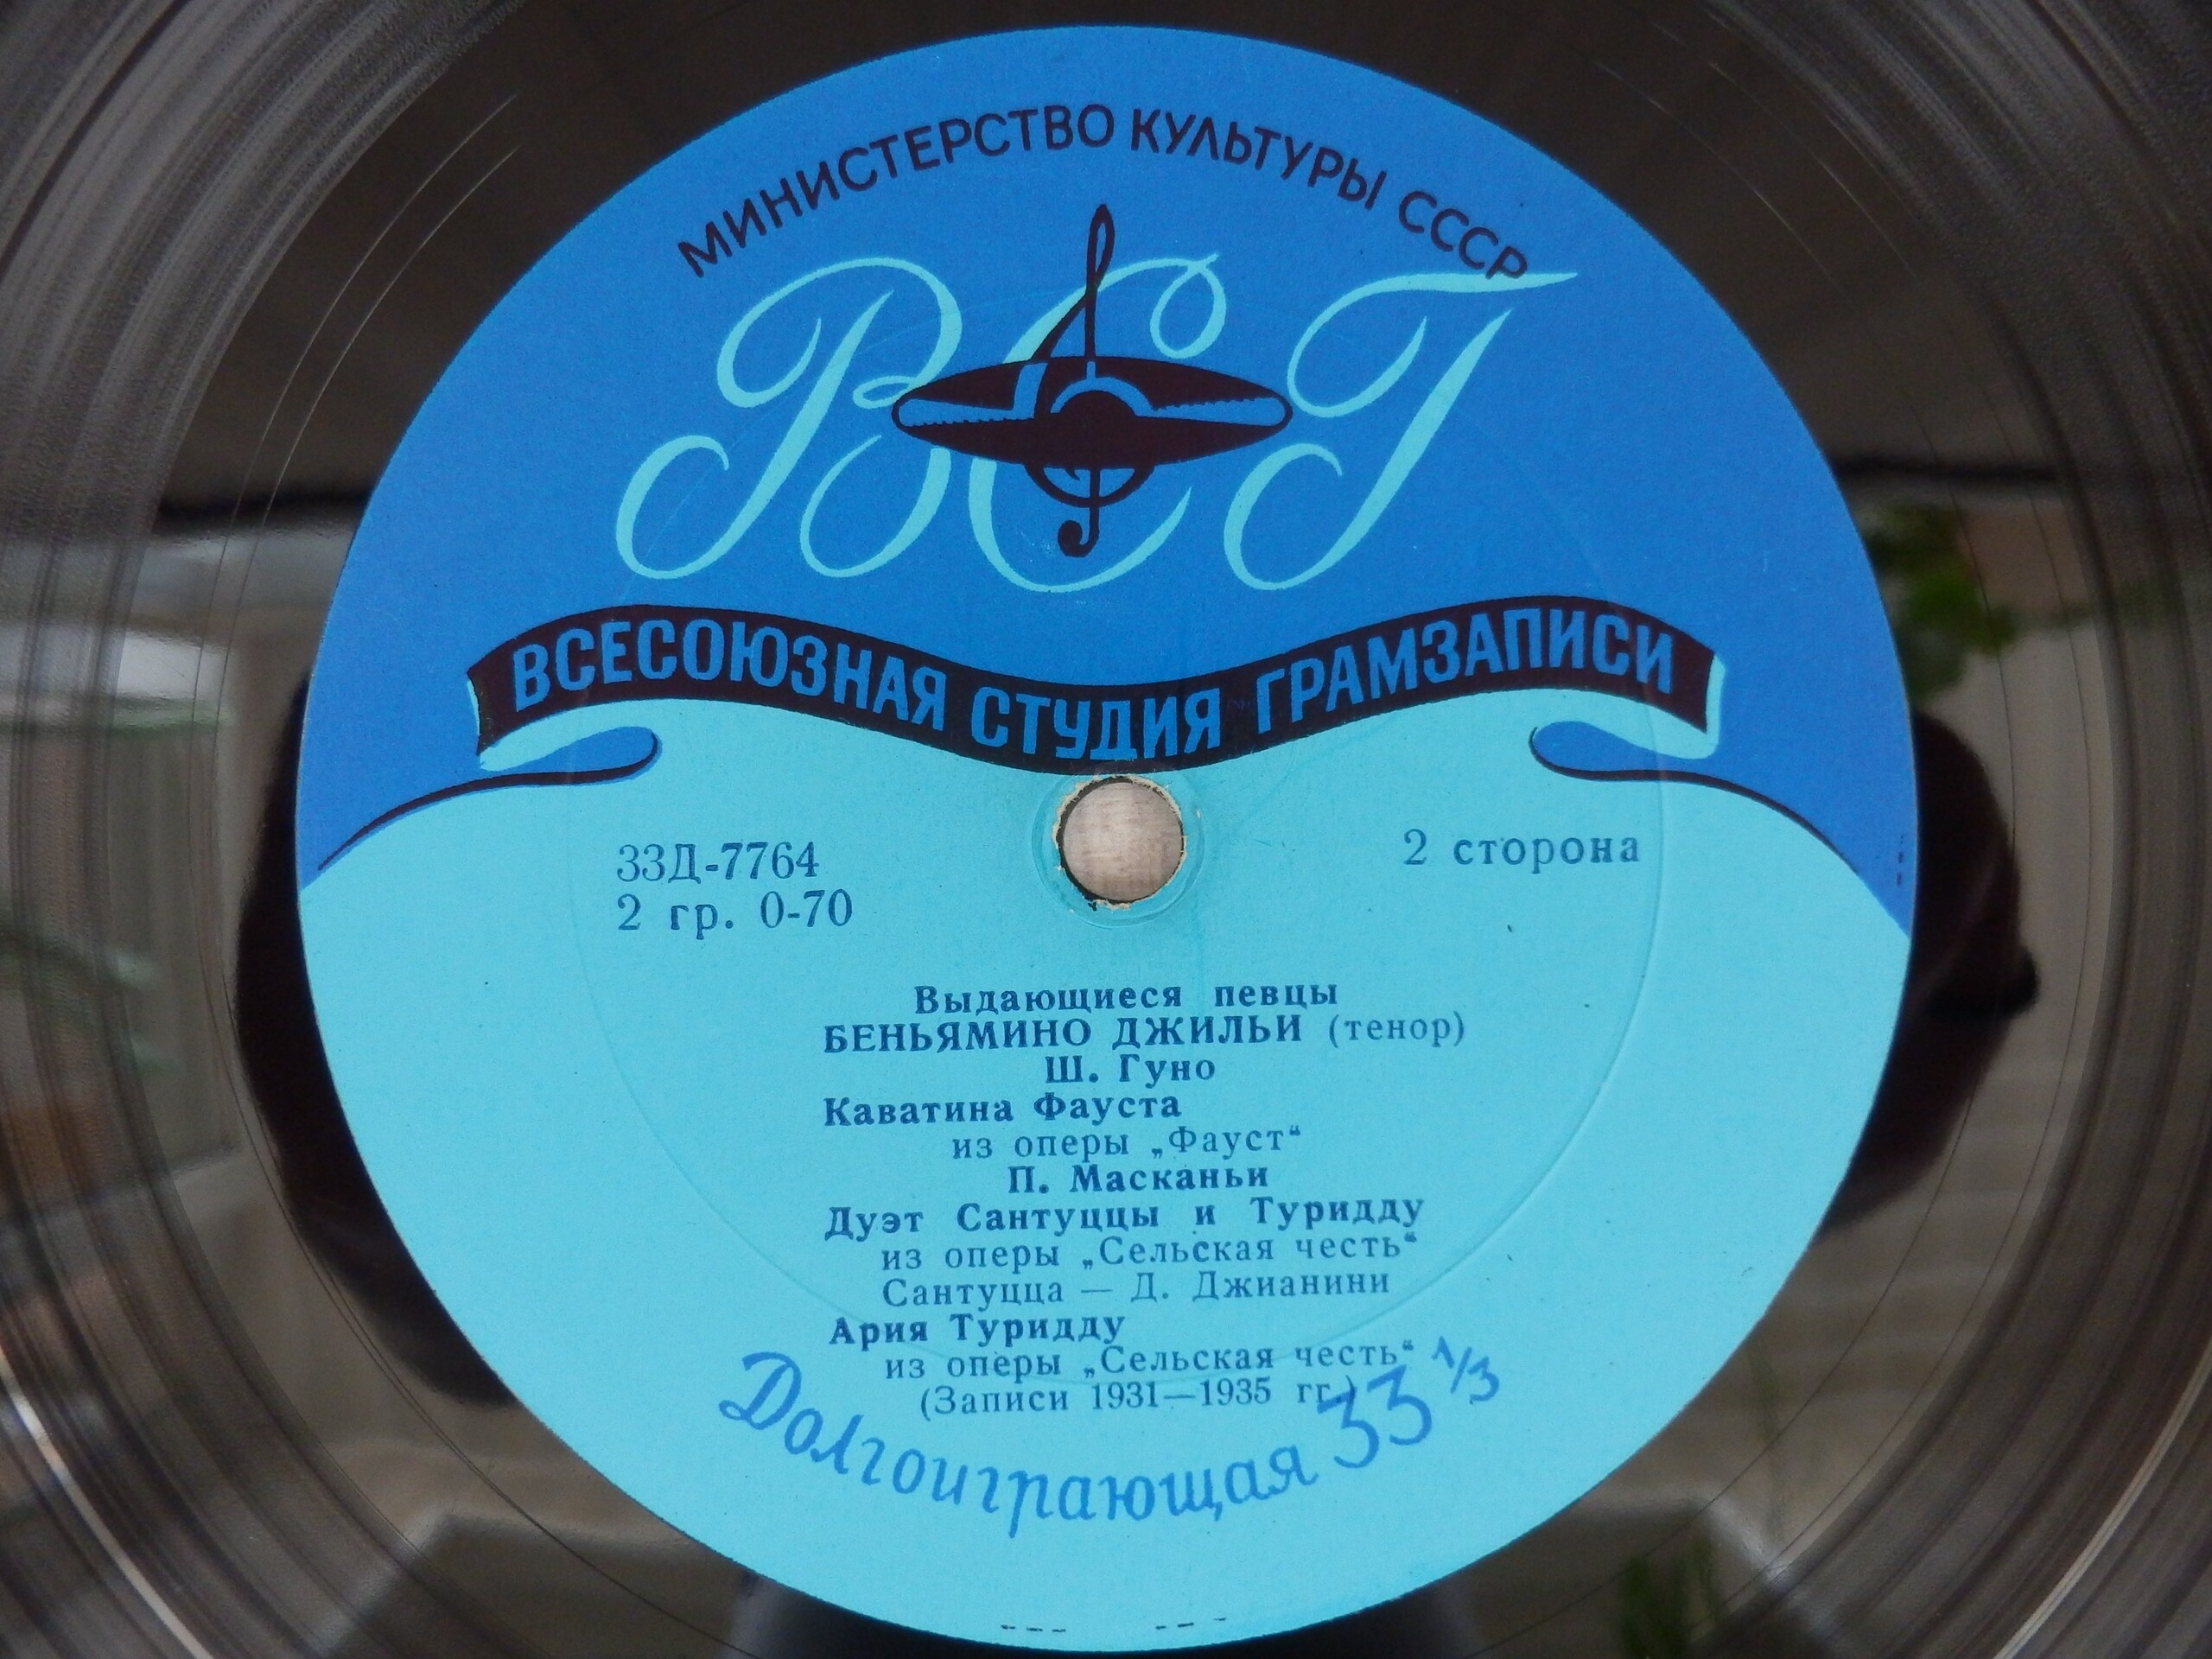 МИНИСТЕРСТВО КУЛЬТУРЫ СССР
ВСГ
ВСЕСОЮЗНАЯ СТУДИЯ ГРАМЗАПИСИ
33Д-7764
2 гр. 0-70
2 сторона
Выдающиеся певцы
БЕНЬЯМИНО ДЖИЛЬИ (тенор)
Ш. Гуно
Каватина Фауста
из оперы „Фауст“
П. Масканьи
Дуэт Сантуццы и Туридду
из оперы „Сельская честь“
Сантуцца — Д. Джианини
Ария Туридду
из оперы „Сельская честь“
(Записи 1931—1935 гг.)
Долгоиграющая 33 1/3